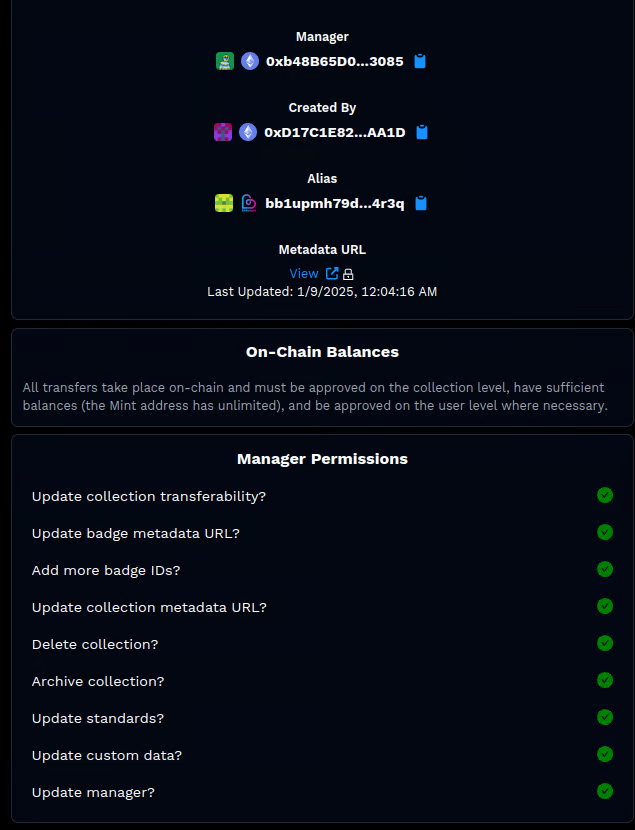 Manager
0xb48B65D0...3085
Created By
0xD17C1E82...AA1D
Alias
bb1upmh79d...4r3q
Metadata URL
View
Last Updated: 1/9/2025, 12:04:16 AM
On-Chain Balances
All transfers take place on-chain and must be approved on the collection level, have sufficient
balances (the Mint address has unlimited), and be approved on the user level where necessary.
Manager Permissions
Update collection transferability?
Update badge metadata URL?
Add more badge IDs?
Update collection metadata URL?
Delete collection?
Archive collection?
Update standards?
Update custom data?
Update manager?